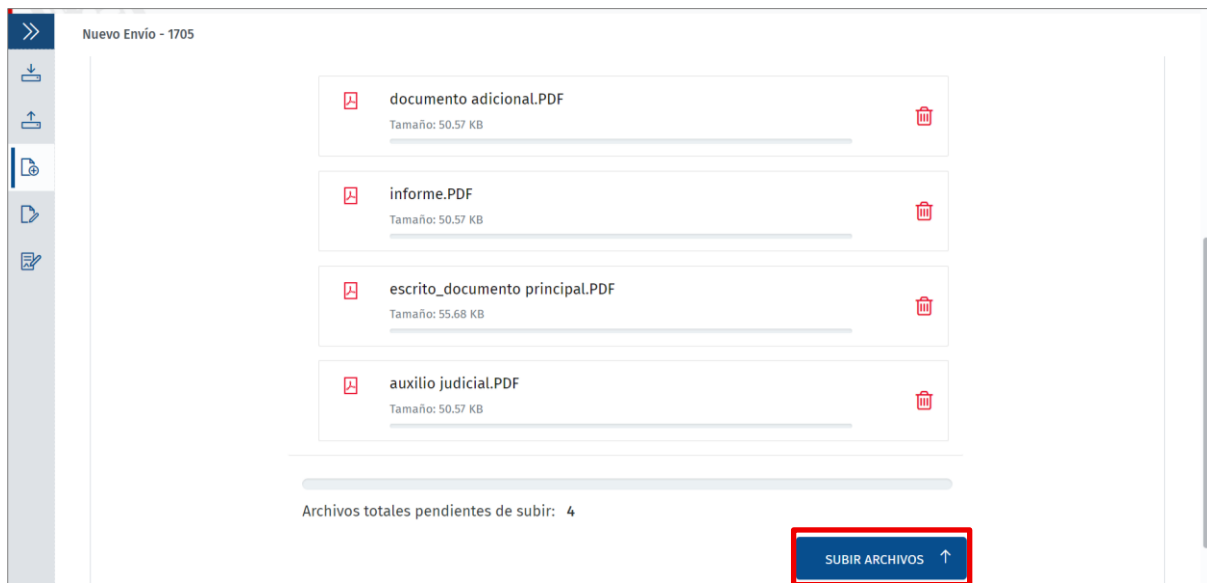 Nuevo Envío - 1705
documento adicional.PDF
Tamaño: 50.57 KB
informe.PDF
Tamaño: 50.57 KB
escrito_documento principal.PDF
Tamaño: 55.68 KB
auxilio judicial.PDF
Tamaño: 50.57 KB
Archivos totales pendientes de subir: 4
SUBIR ARCHIVOS